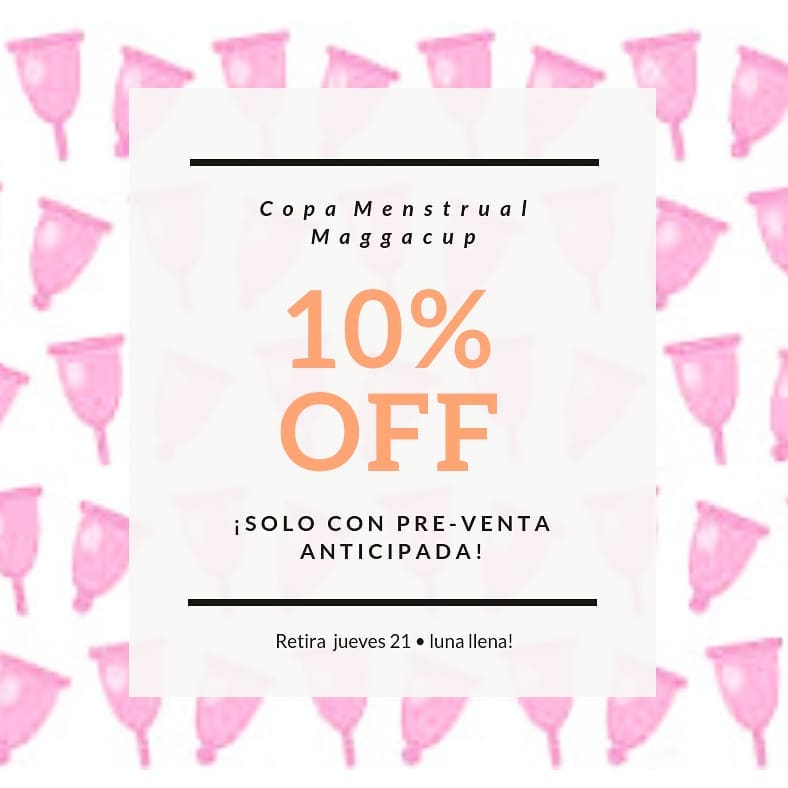 Copa Menstrual
Maggacup
10%
OFF
¡SOLO CON PRE-VENTA
ANTICIPADA!
Retira jueves 21 • luna llena!